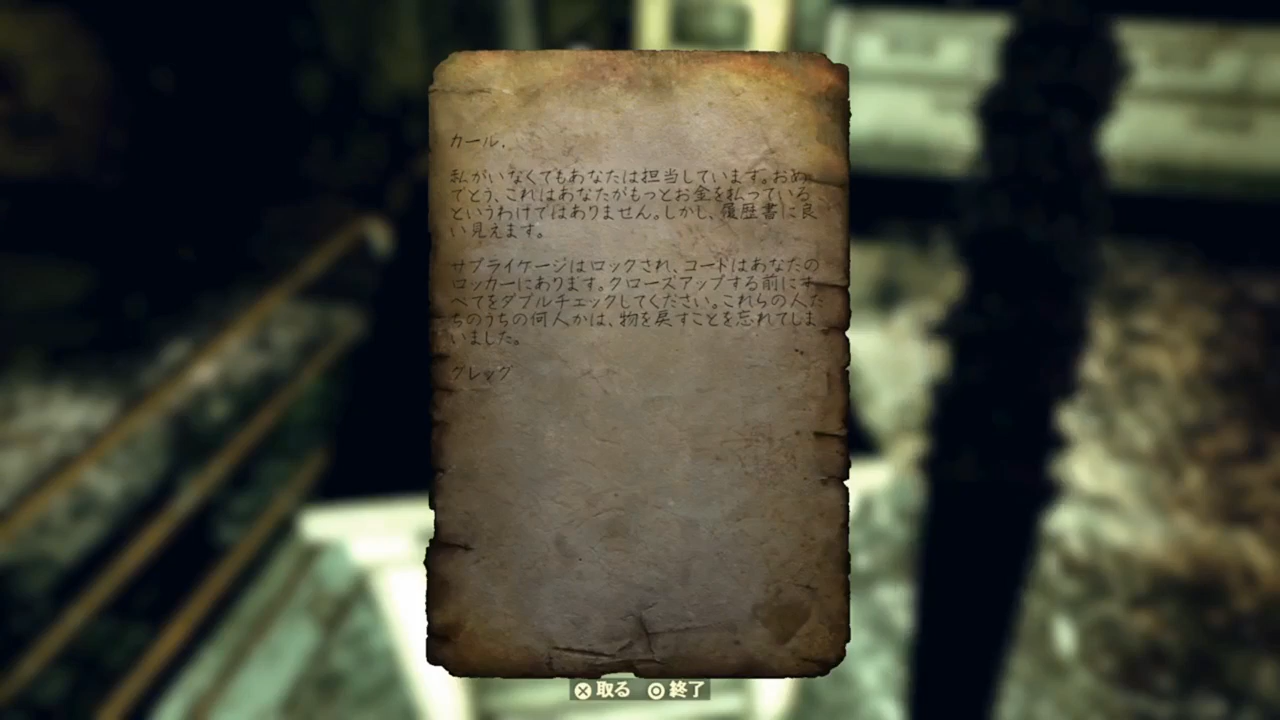 カール.
私がいなくてもあなたは担当しています。おめ
でとう、これはあなたがもっとお金を払っている
というわけではありません。しかし、履歴書に良
い見えます。
サプライケージはロックされ、コードはあなたの
ロッカーにあります。クローズアップする前にす
べてをダブルチェックしてください。これらの人た
ちのうちの何人かは、物を戻すことを忘れてしま
いました。
グレッグ
取る 終了